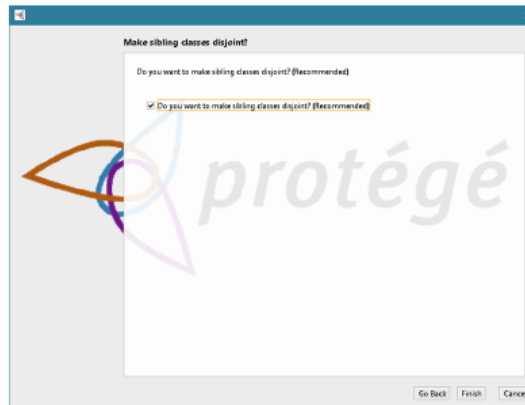 Make sibling classes disjoint?
Do you want to make sibling classes disjoint? (Recommended)
Do you want to make sibling classes disjoint? (Recommended)
protégé
Go Back Finish Cance